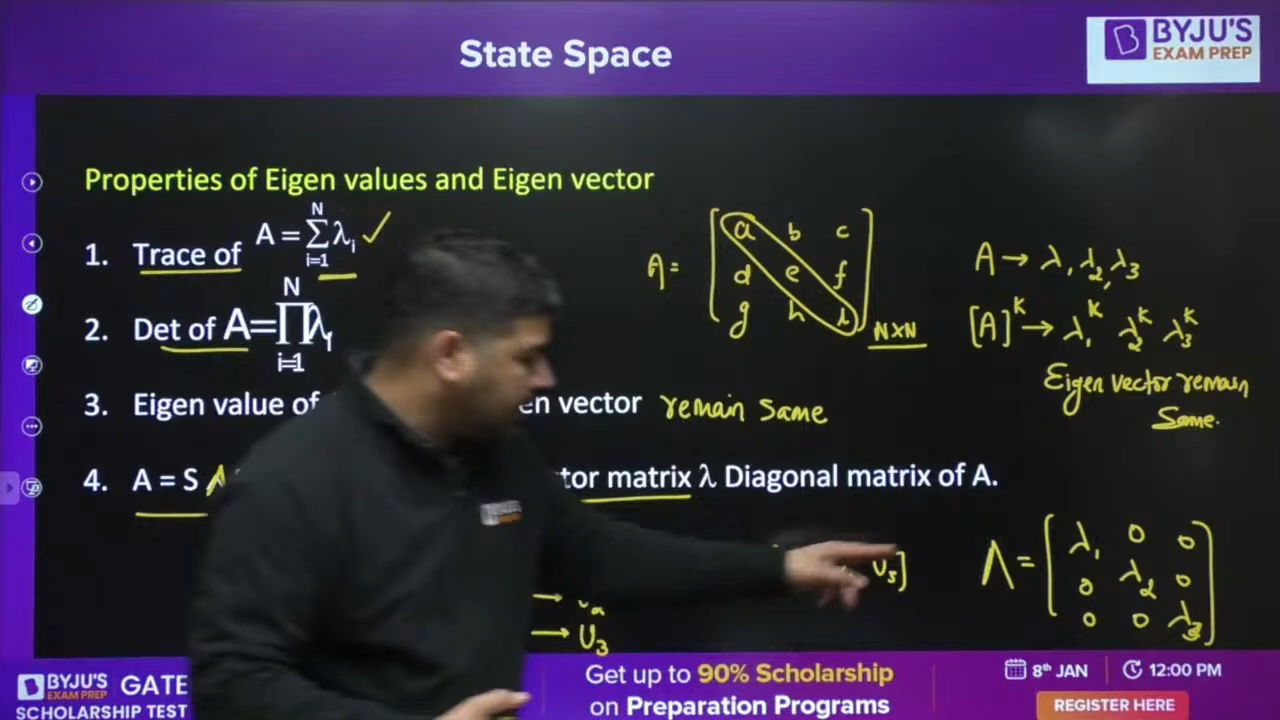 State Space
BYJU'S
EXAM PREP
Properties of Eigen values and Eigen vector
1. Trace of A = N Σ i=1 λi ✓
2. Det of A = N ∏ i=1 λi
3. Eigen value of en vector remain same
4. A = S Λ tor matrix λ Diagonal matrix of A.
A = [ a b c
d e f
g h i ] N×N
A → λ1 λ2, λ3
[A]^K → λ1^K λ2^K λ3^K
Eigen vector remain
Same.
U3]
→ U3
Λ = [ λ1 0 0
0 λ2 0
0 0 λ3 ]
BYJU'S
BYJU'S
EXAM PREP
GATE
SCHOLARSHIP TEST
Get up to 90% Scholarship
on Preparation Programs
8th JAN
12:00 PM
REGISTER HERE